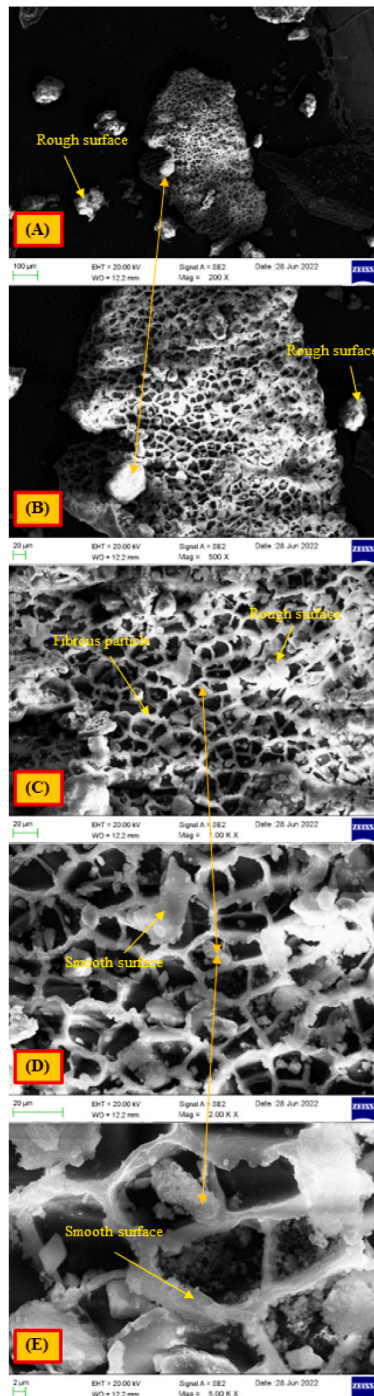 Rough surface
(A)
100 µm
EHT = 20.00 kV
Signal A = SE2
Date :28 Jun 2022
WD = 12.2 mm
Mag = 200 X
ZEISS
Rough surface
(B)
20 µm
EHT = 20.00 kV
Signal A = SE2
Date :28 Jun 2022
WD = 12.2 mm
Mag = 500 X
ZEISS
Rough surface
Fibrous particle
(C)
20 µm
EHT = 20.00 kV
Signal A = SE2
Date :28 Jun 2022
WD = 12.2 mm
Mag = 1.00 K X
ZEISS
Smooth surface
(D)
20 µm
EHT = 20.00 kV
Signal A = SE2
Date :28 Jun 2022
WD = 12.2 mm
Mag = 2.00 K X
ZEISS
Smooth surface
(E)
2 µm
EHT = 20.00 kV
Signal A = SE2
Date :28 Jun 2022
WD = 12.2 mm
Mag = 5.00 K X
ZEISS